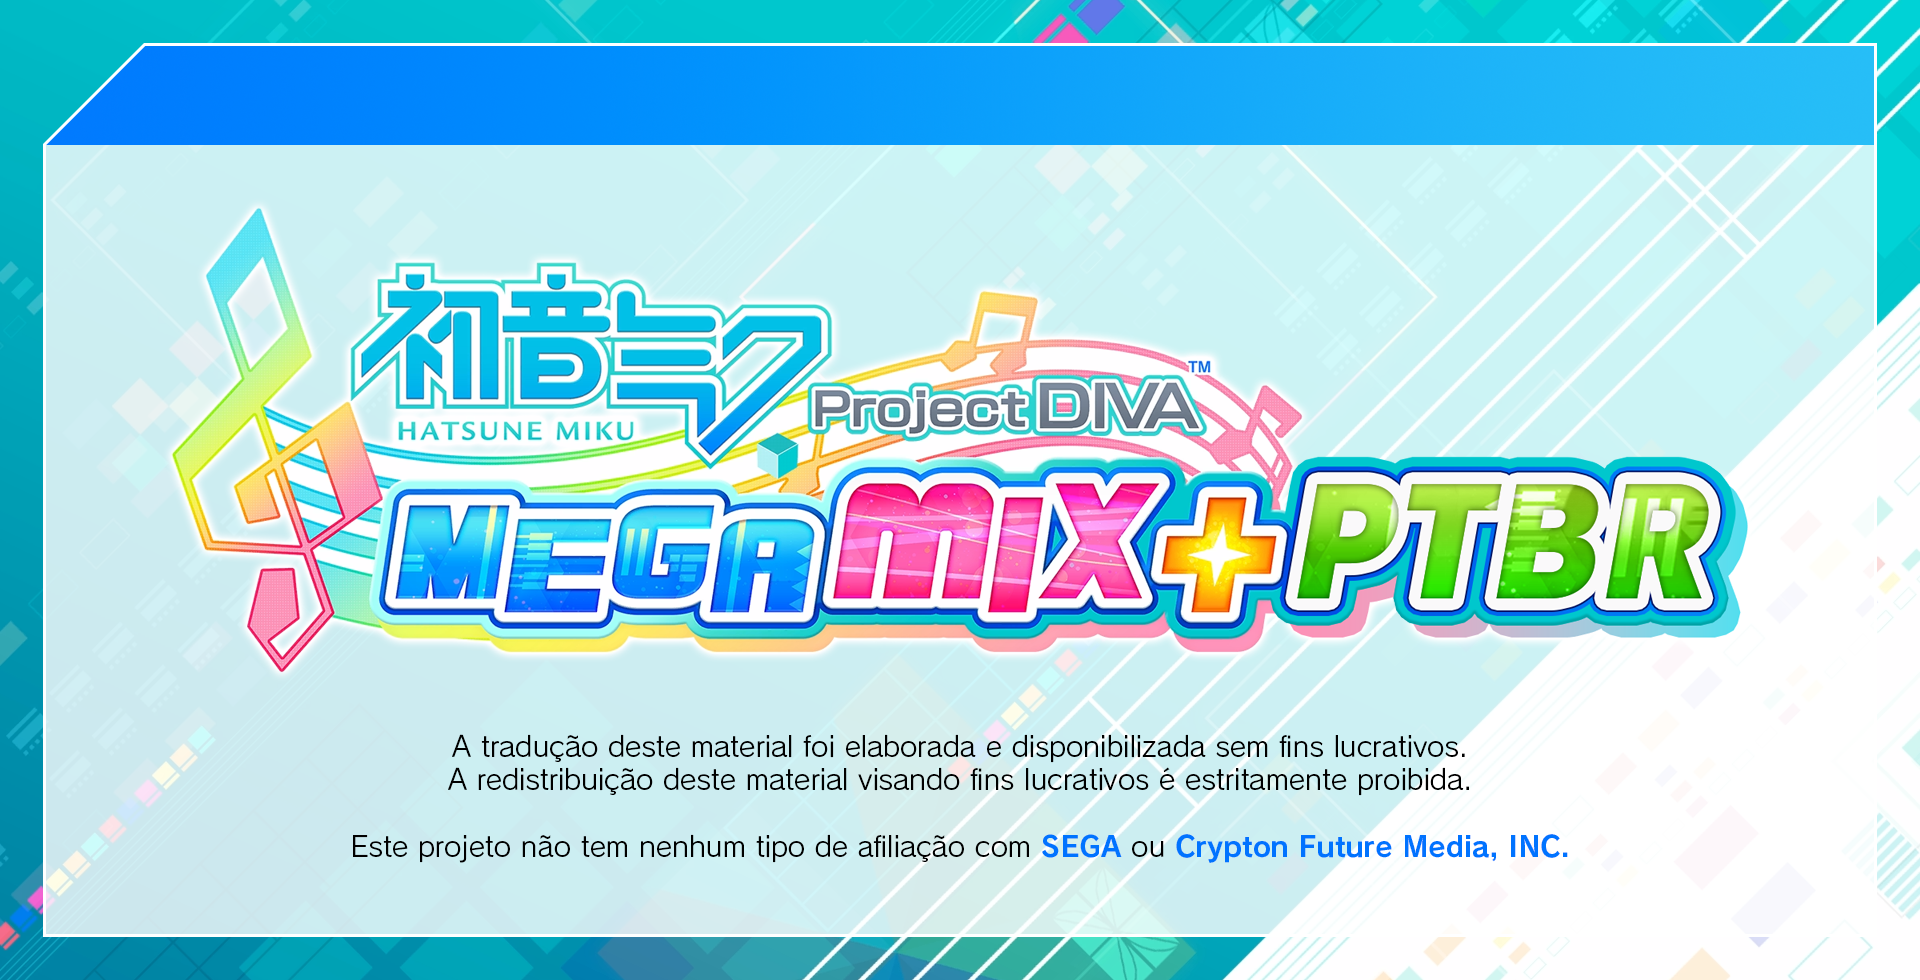 初音ミク
HATSUNE MIKU
Project DIVA™
MEGA MIX+ PTBR
A tradução deste material foi elaborada e disponibilizada sem fins lucrativos.
A redistribuição deste material visando fins lucrativos é estritamente proibida.
Este projeto não tem nenhum tipo de afiliação com SEGA ou Crypton Future Media, INC.